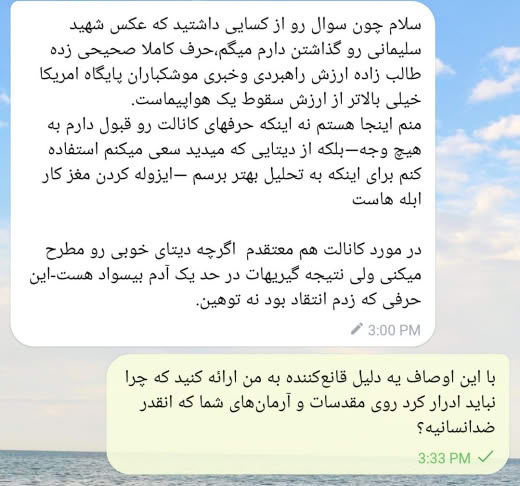 سلام چون سوال رو از کسایی داشتید که عکس شهید
سلیمانی رو گذاشتن دارم میگم،حرف کاملا صحیحی زده
طالب زاده ارزش راهبردی وخبری موشکباران پایگاه امریکا
خیلی بالاتر از ارزش سقوط یک هواپیماست.
منم اینجا هستم نه اینکه حرفهای کانالت رو قبول دارم به
هیچ وجه—بلکه از دیتایی که میدید سعی میکنم استفاده
کنم برای اینکه به تحلیل بهتر برسم —ایزوله کردن مغز کار
ابله هاست
در مورد کانالت هم معتقدم اگرچه دیتای خوبی رو مطرح
میکنی ولی نتیجه گیریهات در حد یک آدم بیسواد هست-این
حرفی که زدم انتقاد بود نه توهین.
3:00 PM
با این اوصاف یه دلیل قانع‌کننده به من ارائه کنید که چرا
نباید ادرار کرد روی مقدسات و آرمان‌های شما که انقدر
ضدانسانیه؟
3:33 PM